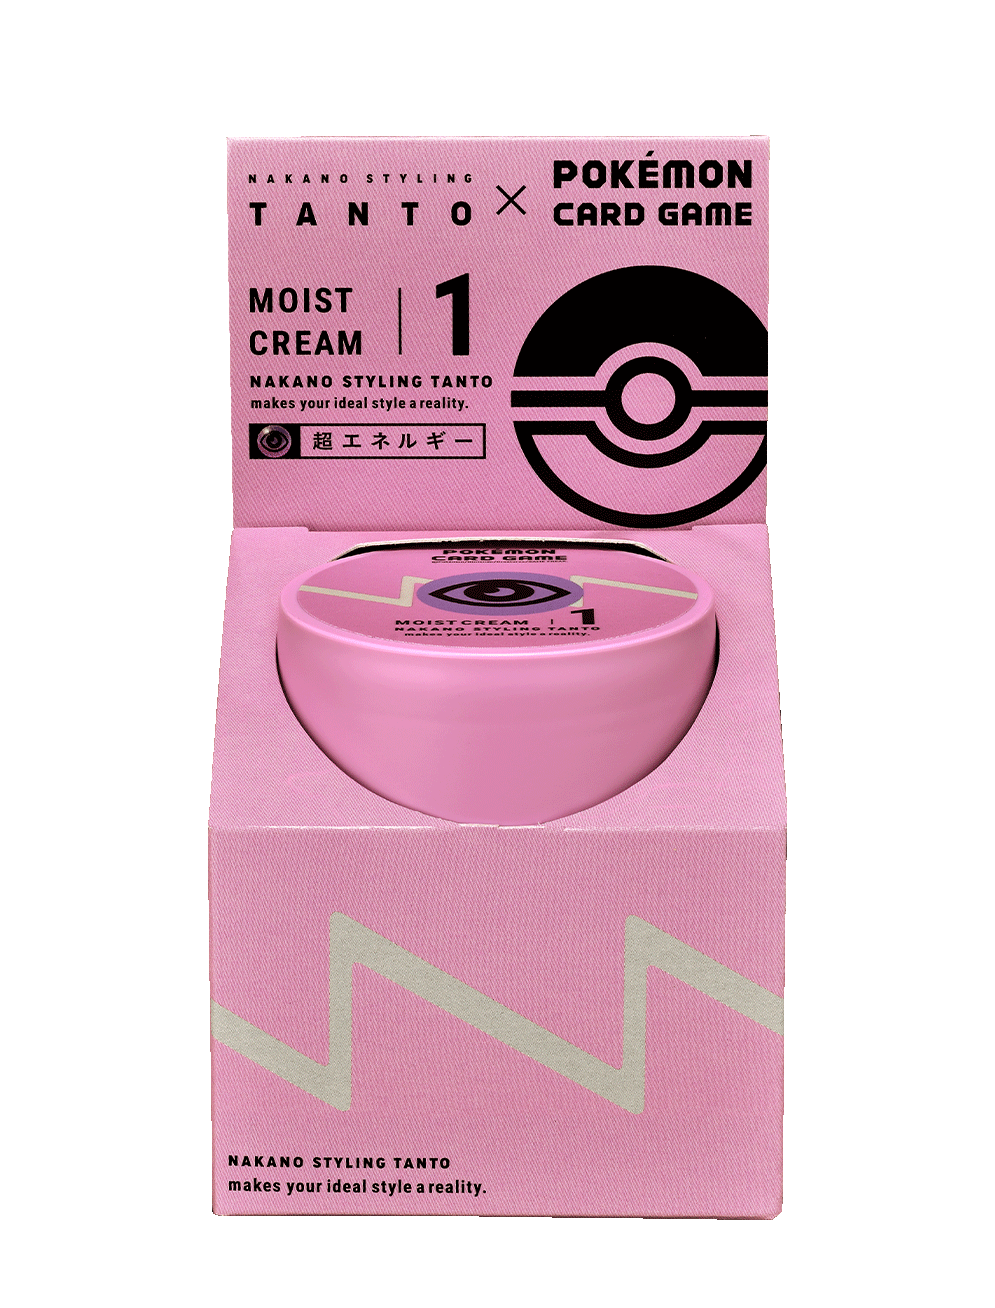 NAKANO STYLING
TANTO
×
POKÉMON
CARD GAME
MOIST
CREAM
1
NAKANO STYLING TANTO
makes your ideal style a reality.
超エネルギー
POKÉMON
CARD GAME
MOIST CREAM
1
NAKANO STYLING TANTO
makes your ideal style a reality.
NAKANO STYLING TANTO
makes your ideal style a reality.